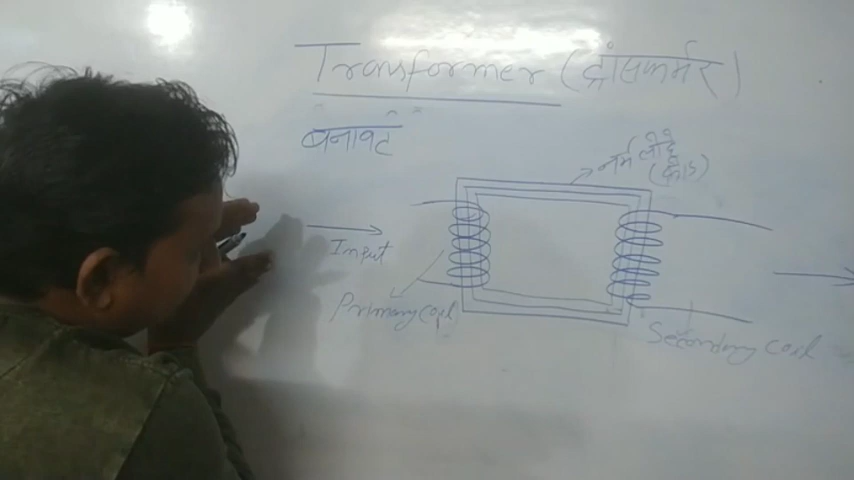 Transformer (ट्रांसफार्मर)
बनावट
नर्म लोहे
(क्रोड)
Input
Primary coil
Secondary coil